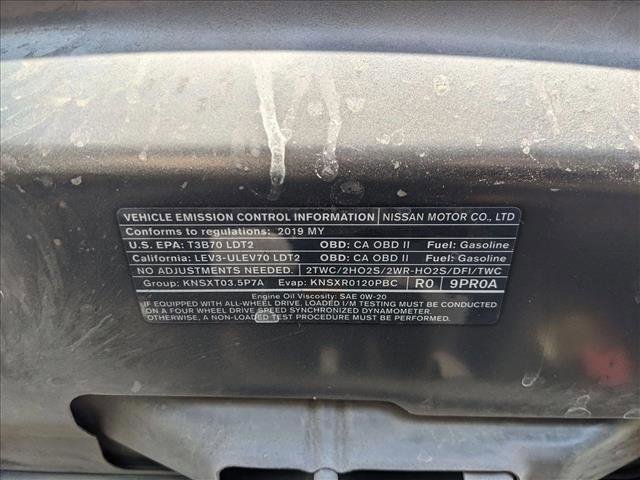 VEHICLE EMISSION CONTROL INFORMATION NISSAN MOTOR CO., LTD
Conforms to regulations: 2019 MY
U.S. EPA: T3B70 LDT2 OBD: CA OBD II Fuel: Gasoline
California: LEV3-ULEV70 LDT2 OBD: CA OBD II Fuel: Gasoline
NO ADJUSTMENTS NEEDED. 2TWC/2HO2S/2WR-HO2S/DFI/TWC
Group: KNSXT03.5P7A Evap: KNSXR0120PBC R0 9PR0A
Engine Oil Viscosity: SAE 0W-20
IF EQUIPPED WITH ALL-WHEEL DRIVE, LOADED I/M TESTING MUST BE CONDUCTED
ON A FOUR WHEEL DRIVE SPEED SYNCHRONIZED DYNAMOMETER.
OTHERWISE, A NON-LOADED TEST PROCEDURE MUST BE PERFORMED.